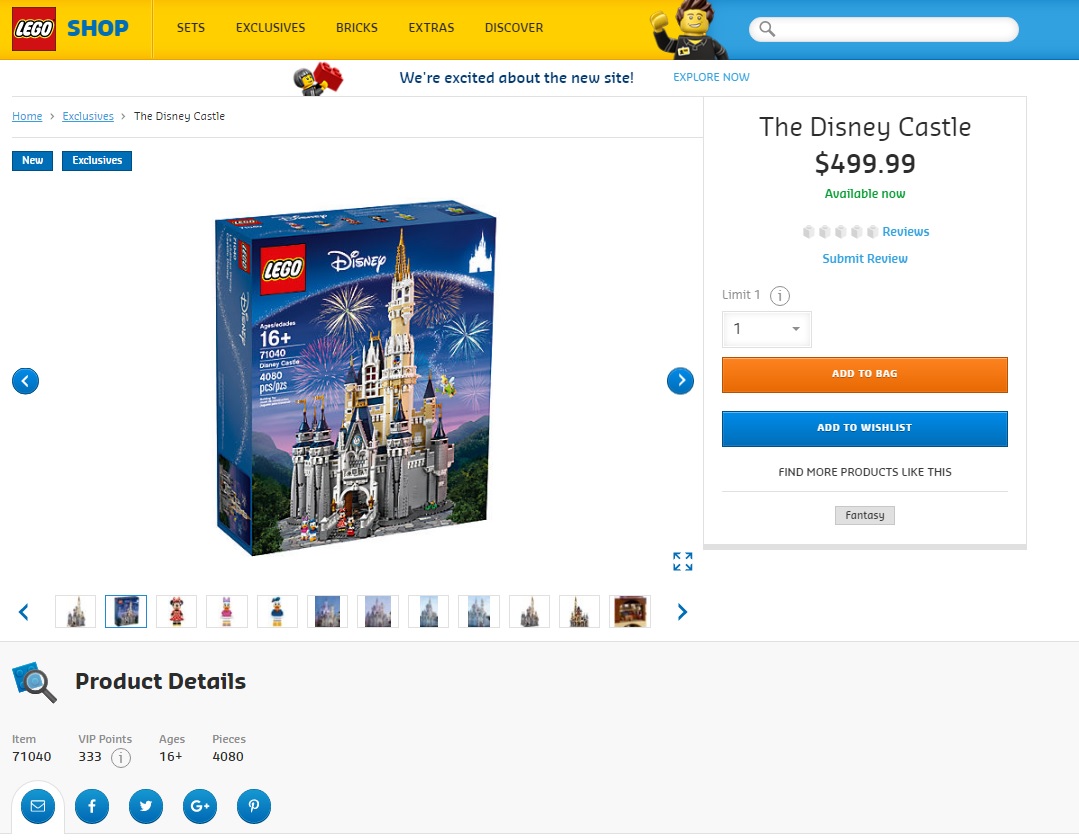 LEGO SHOP
SETS EXCLUSIVES BRICKS EXTRAS DISCOVER
We're excited about the new site! EXPLORE NOW
Home > Exclusives > The Disney Castle
New Exclusives
LEGO
Disney
Ages/edades
16+
71040
Disney Castle
4080
pcs/pzs
The Disney Castle
$499.99
Available now
Reviews
Submit Review
Limit 1
1
ADD TO BAG
ADD TO WISHLIST
FIND MORE PRODUCTS LIKE THIS
Fantasy
Product Details
Item VIP Points Ages Pieces
71040 333 16+ 4080